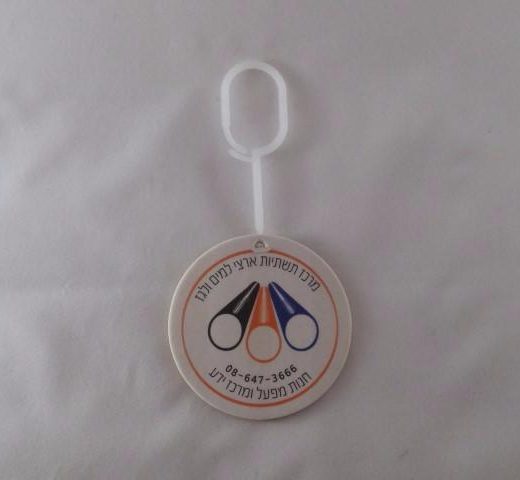 מרכז תשתיות ארצי למים ולגז
08-647-3666
חנות מפעל ומרכז ידע